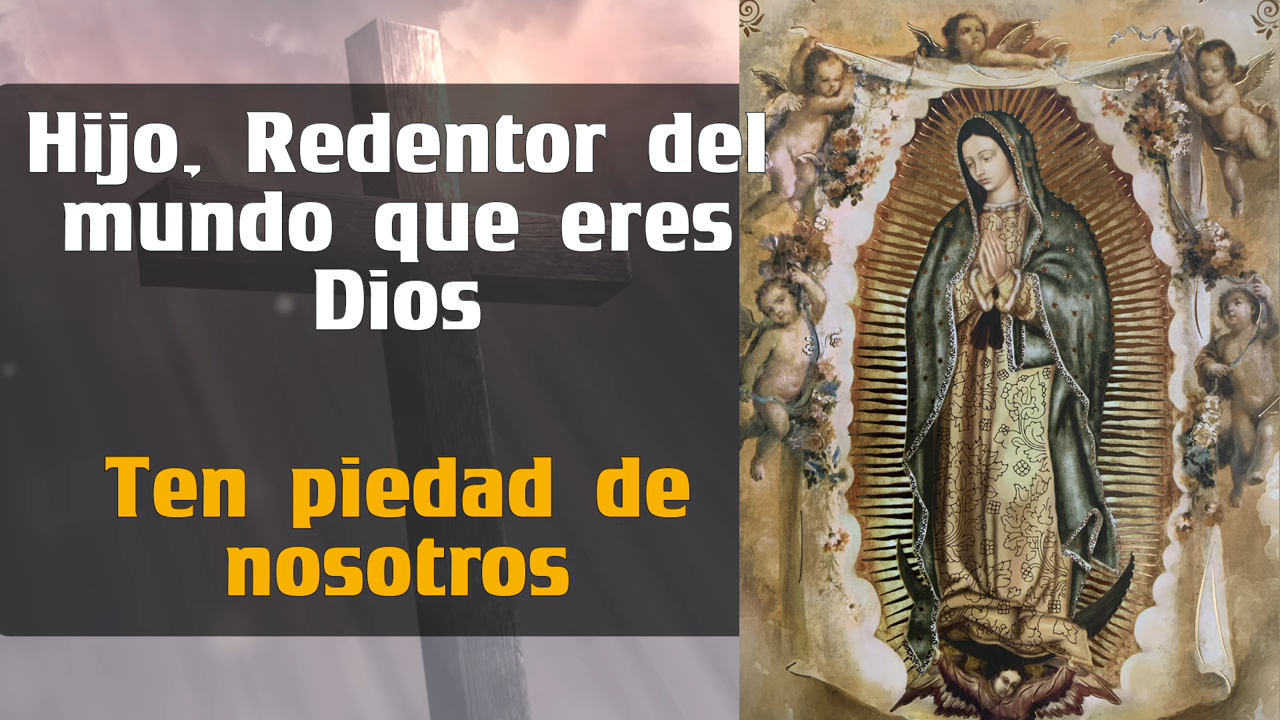 Hijo, Redentor del
mundo que eres
Dios
Ten piedad de
nosotros